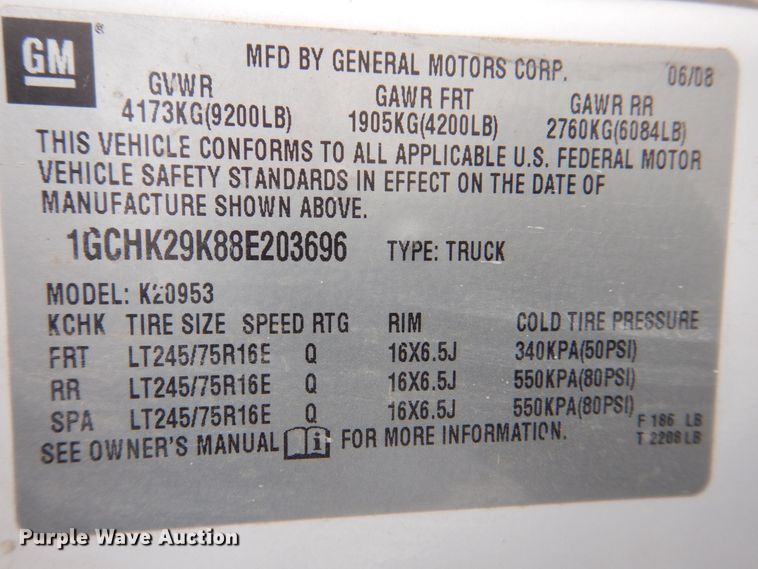 GM ®
MFD BY GENERAL MOTORS CORP. 06/08
GVWR GAWR FRT GAWR RR
4173KG(9200LB) 1905KG(4200LB) 2760KG(6084LB)
THIS VEHICLE CONFORMS TO ALL APPLICABLE U.S. FEDERAL MOTOR
VEHICLE SAFETY STANDARDS IN EFFECT ON THE DATE OF
MANUFACTURE SHOWN ABOVE.
1GCHK29K88E203696 TYPE: TRUCK
MODEL: K20953
KCHK TIRE SIZE SPEED RTG RIM COLD TIRE PRESSURE
FRT LT245/75R16E Q 16X6.5J 340KPA(50PSI)
RR LT245/75R16E Q 16X6.5J 550KPA(80PSI)
SPA LT245/75R16E Q 16X6.5J 550KPA(80PSI)
F 186 LB
SEE OWNER'S MANUAL i FOR MORE INFORMATION. T 2208 LB
Purple Wave Auction